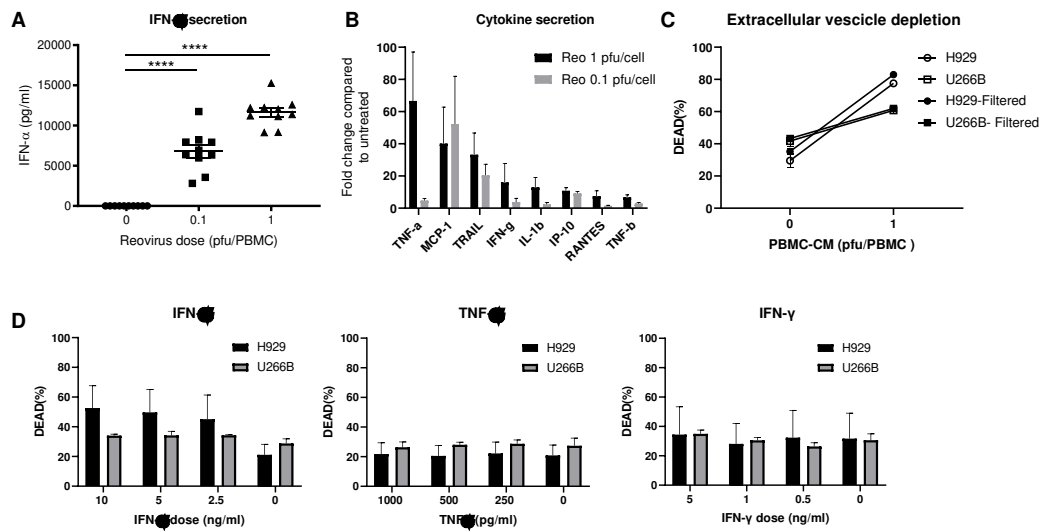 A
IFN- secretion
20000
15000
10000
5000
0
IFN-α (pg/ml)
****
****
0
0.1
1
Reovirus dose (pfu/PBMC)
B
Cytokine secretion
Fold change compared
to untreated
100
80
60
40
20
0
Reo 1 pfu/cell
Reo 0.1 pfu/cell
TNF-a
MCP-1
TRAIL
IFN-g
IL-1b
IP-10
RANTES
TNF-b
C
Extracellular vescicle depletion
DEAD(%)
100
80
60
40
20
0
H929
U266B
H929-Filtered
U266B- Filtered
0
1
PBMC-CM (pfu/PBMC )
D
IFN-
DEAD(%)
100
80
60
40
20
0
H929
U266B
10
5
2.5
0
IFN- dose (ng/ml)
TNF-
DEAD(%)
100
80
60
40
20
0
H929
U266B
1000
500
250
0
TNF- (pg/ml)
IFN-γ
DEAD(%)
100
80
60
40
20
0
H929
U266B
5
1
0.5
0
IFN-γ dose (ng/ml)